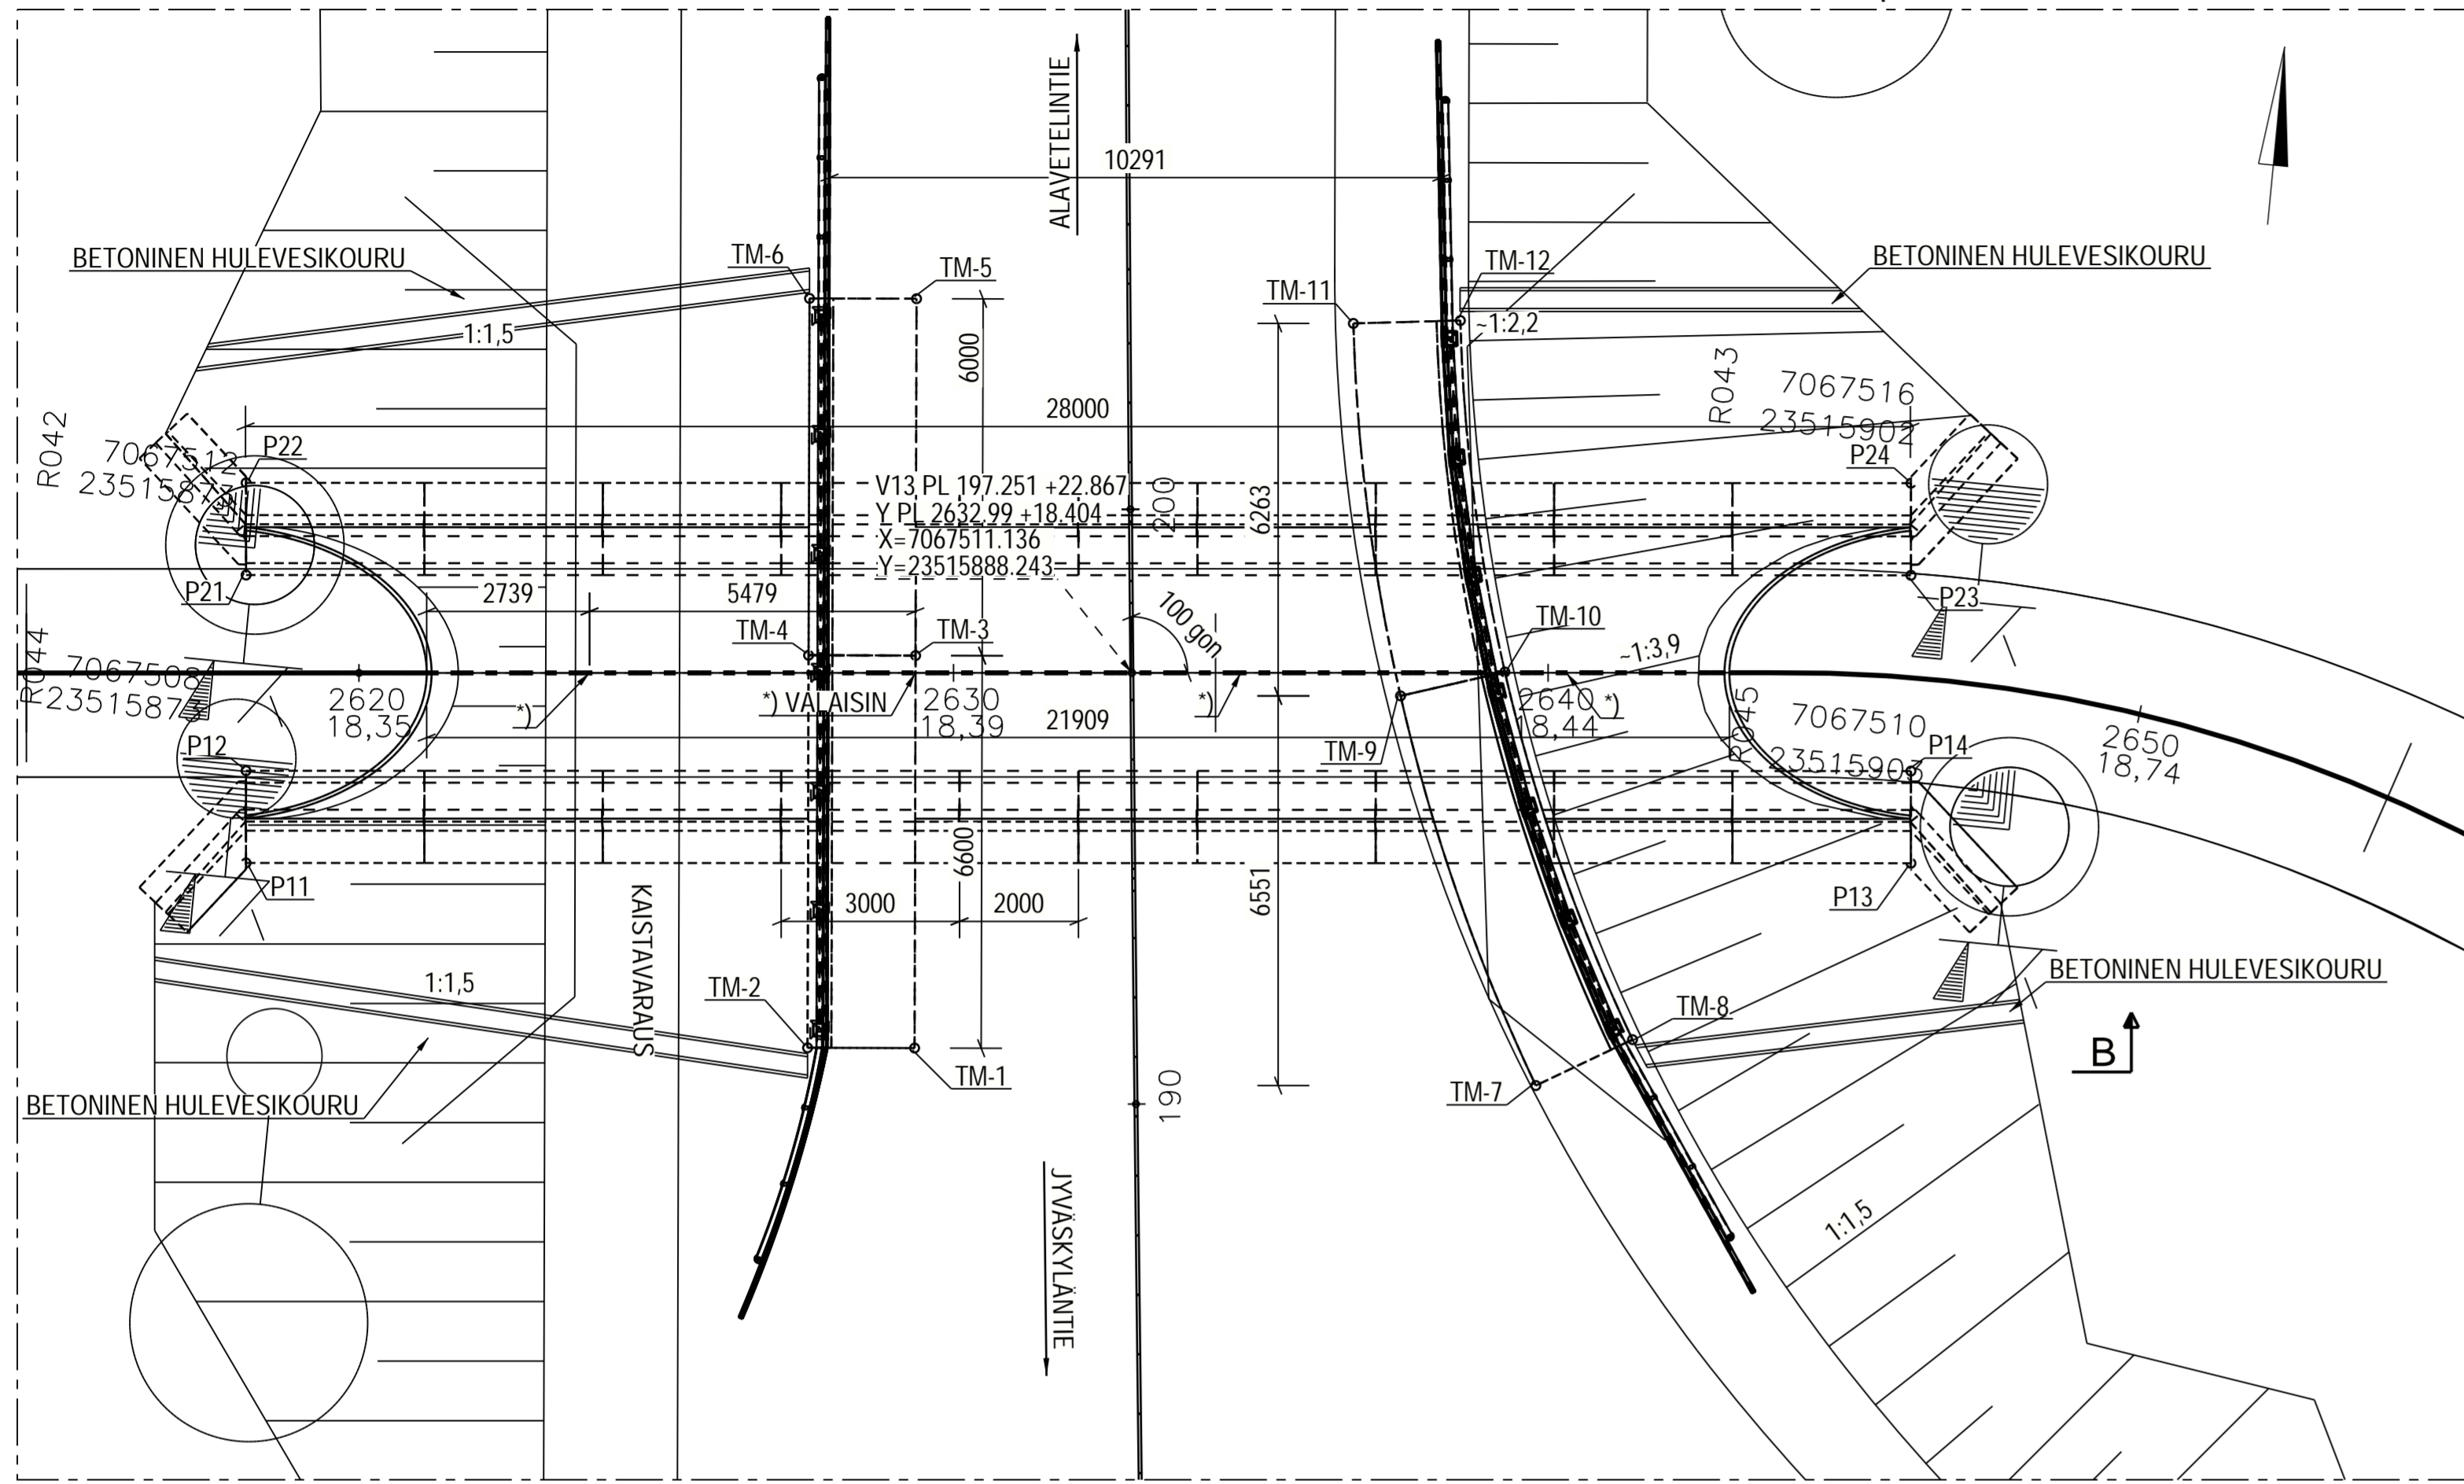 ALAVETELINTIE
10291
BETONINEN HULEVESIKOURU
TM-6
TM-5
TM-11
TM-12
BETONINEN HULEVESIKOURU
1:1,5
6000
~1:2,2
28000
R042
7067512
P22
R043
7067516
23515902
P24
V13 PL 197.251 +22.867
Y PL 2632,99 +18.404
X=7067511.136
Y=23515888.243
200
6263
P21
2739
5479
100 gon
P23
TM-4
TM-3
TM-10
~1:3,9
R044
7067508
2351587
2620
18,35
*)
*) VALAISIN
2630
18,39
21909
*)
2640
18,44
*)
R045
7067510
23515903
2650
18,74
P12
TM-9
P14
P11
KAISTAVARAUS
6600
3000
2000
6551
P13
1:1,5
TM-2
TM-1
TM-8
TM-7
BETONINEN HULEVESIKOURU
B
BETONINEN HULEVESIKOURU
190
JYVÄSKYLÄNTIE
1:1,5